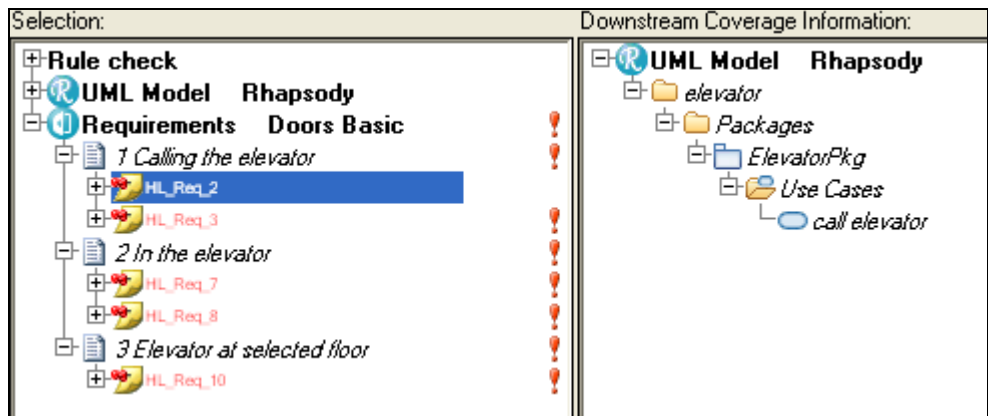 Selection:
Rule check
UML Model Rhapsody
Requirements Doors Basic
1 Calling the elevator
HL_Req_2
HL_Req_3
2 In the elevator
HL_Req_7
HL_Req_8
3 Elevator at selected floor
HL_Req_10
Downstream Coverage Information:
UML Model Rhapsody
elevator
Packages
ElevatorPkg
Use Cases
call elevator